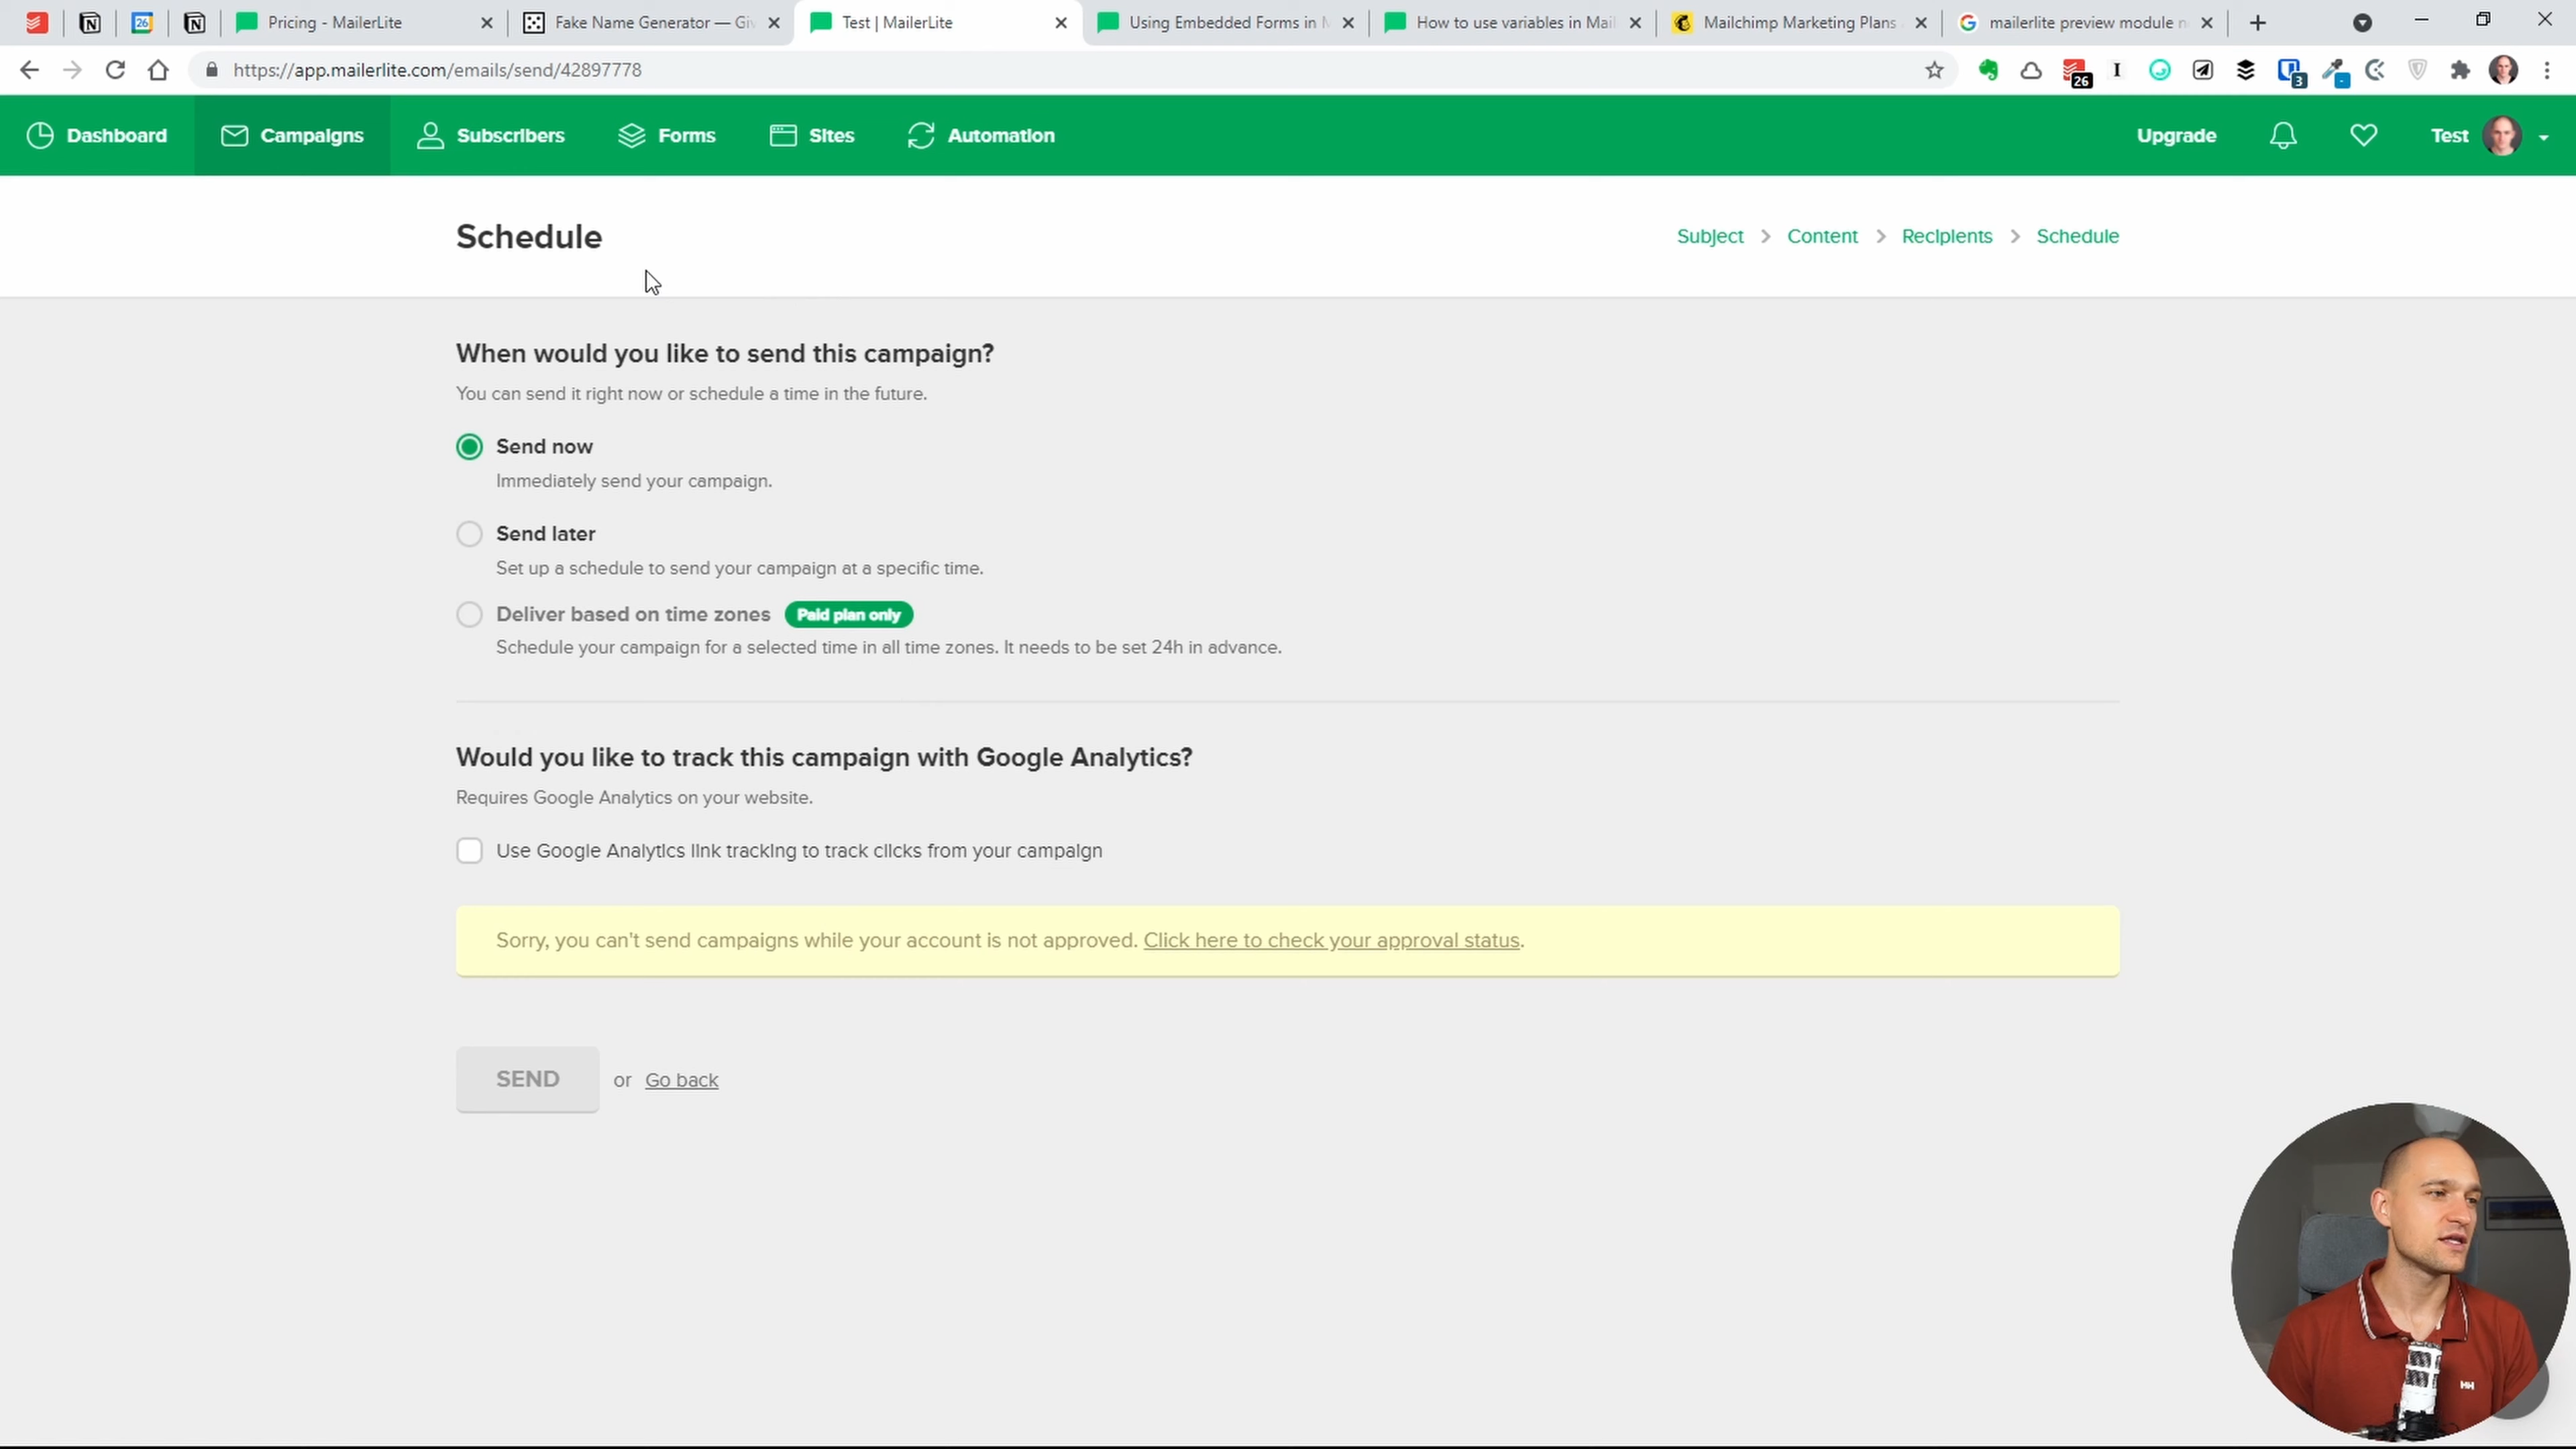 Pricing - MailerLite
Fake Name Generator — Giv
Test | MailerLite
Using Embedded Forms in M
How to use variables in Mail
Mailchimp Marketing Plans
mailerlite preview module n
https://app.mailerlite.com/emails/send/42897778
26
26
3
Dashboard
Campaigns
Subscribers
Forms
Sites
Automation
Upgrade
Test
Schedule
Subject > Content > Recipients > Schedule
When would you like to send this campaign?
You can send it right now or schedule a time in the future.
Send now
Immediately send your campaign.
Send later
Set up a schedule to send your campaign at a specific time.
Deliver based on time zones Paid plan only
Schedule your campaign for a selected time in all time zones. It needs to be set 24h in advance.
Would you like to track this campaign with Google Analytics?
Requires Google Analytics on your website.
Use Google Analytics link tracking to track clicks from your campaign
Sorry, you can't send campaigns while your account is not approved. Click here to check your approval status.
SEND or Go back
HH